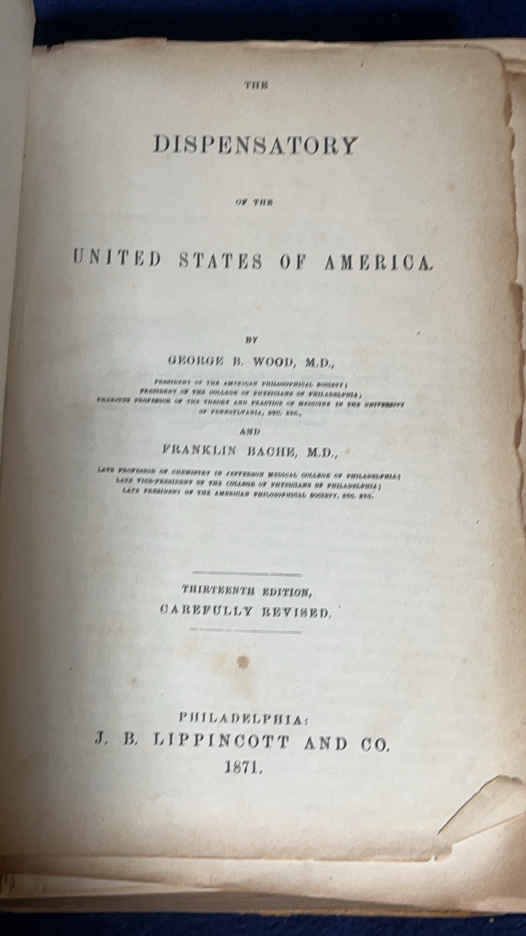 THE
DISPENSATORY
OF THE
UNITED STATES OF AMERICA.
BY
GEORGE B. WOOD, M.D.,
PRESIDENT OF THE AMERICAN PHILOSOPHICAL SOCIETY;
PRESIDENT OF THE COLLEGE OF PHYSICIANS OF PHILADELPHIA;
EMERITUS PROFESSOR OF THE THEORY AND PRACTICE OF MEDICINE IN THE UNIVERSITY
OF PENNSYLVANIA, ETC. ETC.,
AND
FRANKLIN BACHE, M.D.,
LATE PROFESSOR OF CHEMISTRY IN JEFFERSON MEDICAL COLLEGE OF PHILADELPHIA;
LATE VICE-PRESIDENT OF THE COLLEGE OF PHYSICIANS OF PHILADELPHIA;
LATE PRESIDENT OF THE AMERICAN PHILOSOPHICAL SOCIETY, ETC. ETC.
THIRTEENTH EDITION,
CAREFULLY REVISED.
PHILADELPHIA:
J. B. LIPPINCOTT AND CO.
1871.